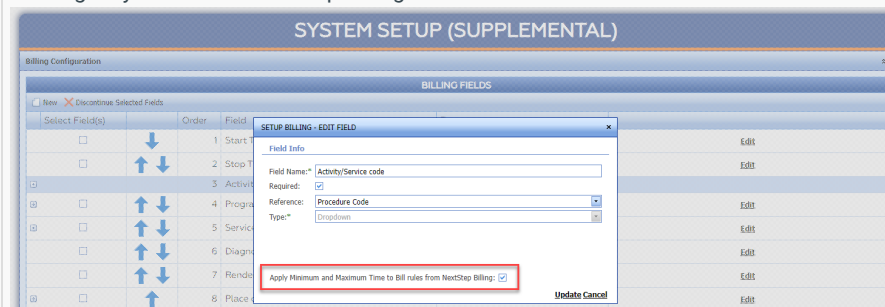 SYSTEM SETUP (SUPPLEMENTAL)
Billing Configuration
BILLING FIELDS
New Discontinue Selected Fields
Select Field(s) Order Field
1 Start T Edit
2 Stop T Edit
3 Activit
4 Progra Edit
5 Service Edit
6 Diagno Edit
7 Rende Edit
8 Place Edit
SETUP BILLING - EDIT FIELD x
Field Info
Field Name:* Activity/Service code
Required:
Reference: Procedure Code
Type:* Dropdown
Apply Minimum and Maximum Time to Bill rules from NextStep Billing:
Update Cancel